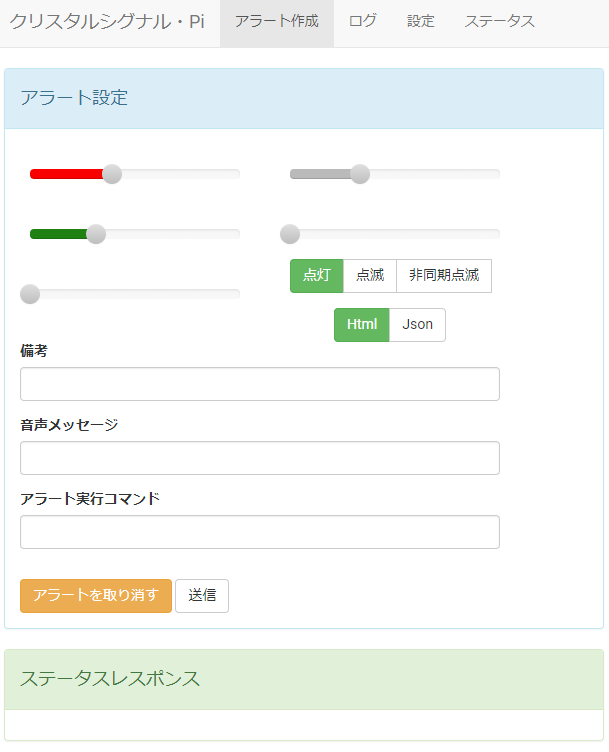 クリスタルシグナル・Pi アラート作成 ログ 設定 ステータス
アラート設定
点灯 点滅 非同期点滅
Html Json
備考
音声メッセージ
アラート実行コマンド
アラートを取り消す 送信
ステータスレスポンス